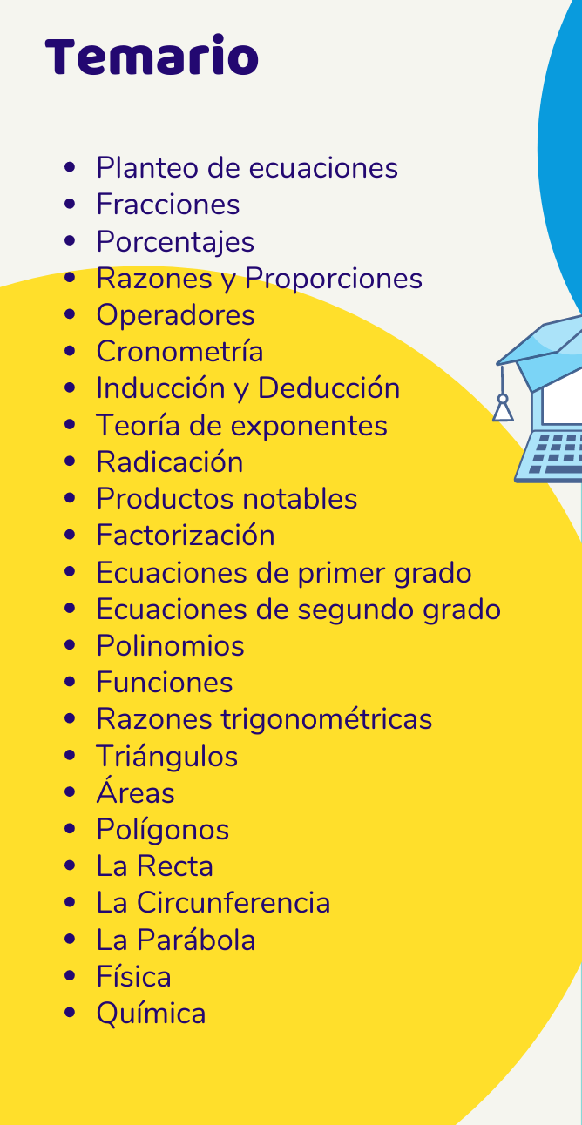 Temario
• Planteo de ecuaciones
• Fracciones
• Porcentajes
• Razones y Proporciones
• Operadores
• Cronometría
• Inducción y Deducción
• Teoría de exponentes
• Radicación
• Productos notables
• Factorización
• Ecuaciones de primer grado
• Ecuaciones de segundo grado
• Polinomios
• Funciones
• Razones trigonométricas
• Triángulos
• Áreas
• Polígonos
• La Recta
• La Circunferencia
• La Parábola
• Física
• Química